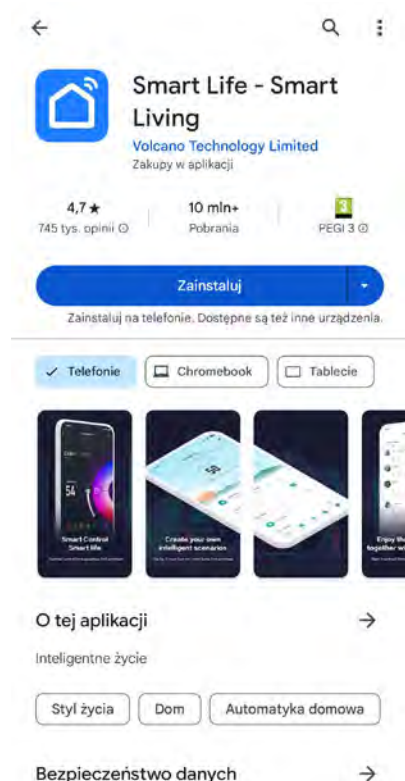 Smart Life - Smart
Living
Volcano Technology Limited
Zakupy w aplikacji
4,7★
745 tys. opinii
10 mln+
Pobrania
3
PEGI 3
Zainstaluj
Zainstaluj na telefonie. Dostępne są też inne urządzenia.
Telefonie
Chromebook
Tablecie
54
Smart Control
Smart life
50
Create your own
intelligent scenarios
Enjoy
together
O tej aplikacji
Inteligentne życie
Styl życia
Dom
Automatyka domowa
Bezpieczeństwo danych